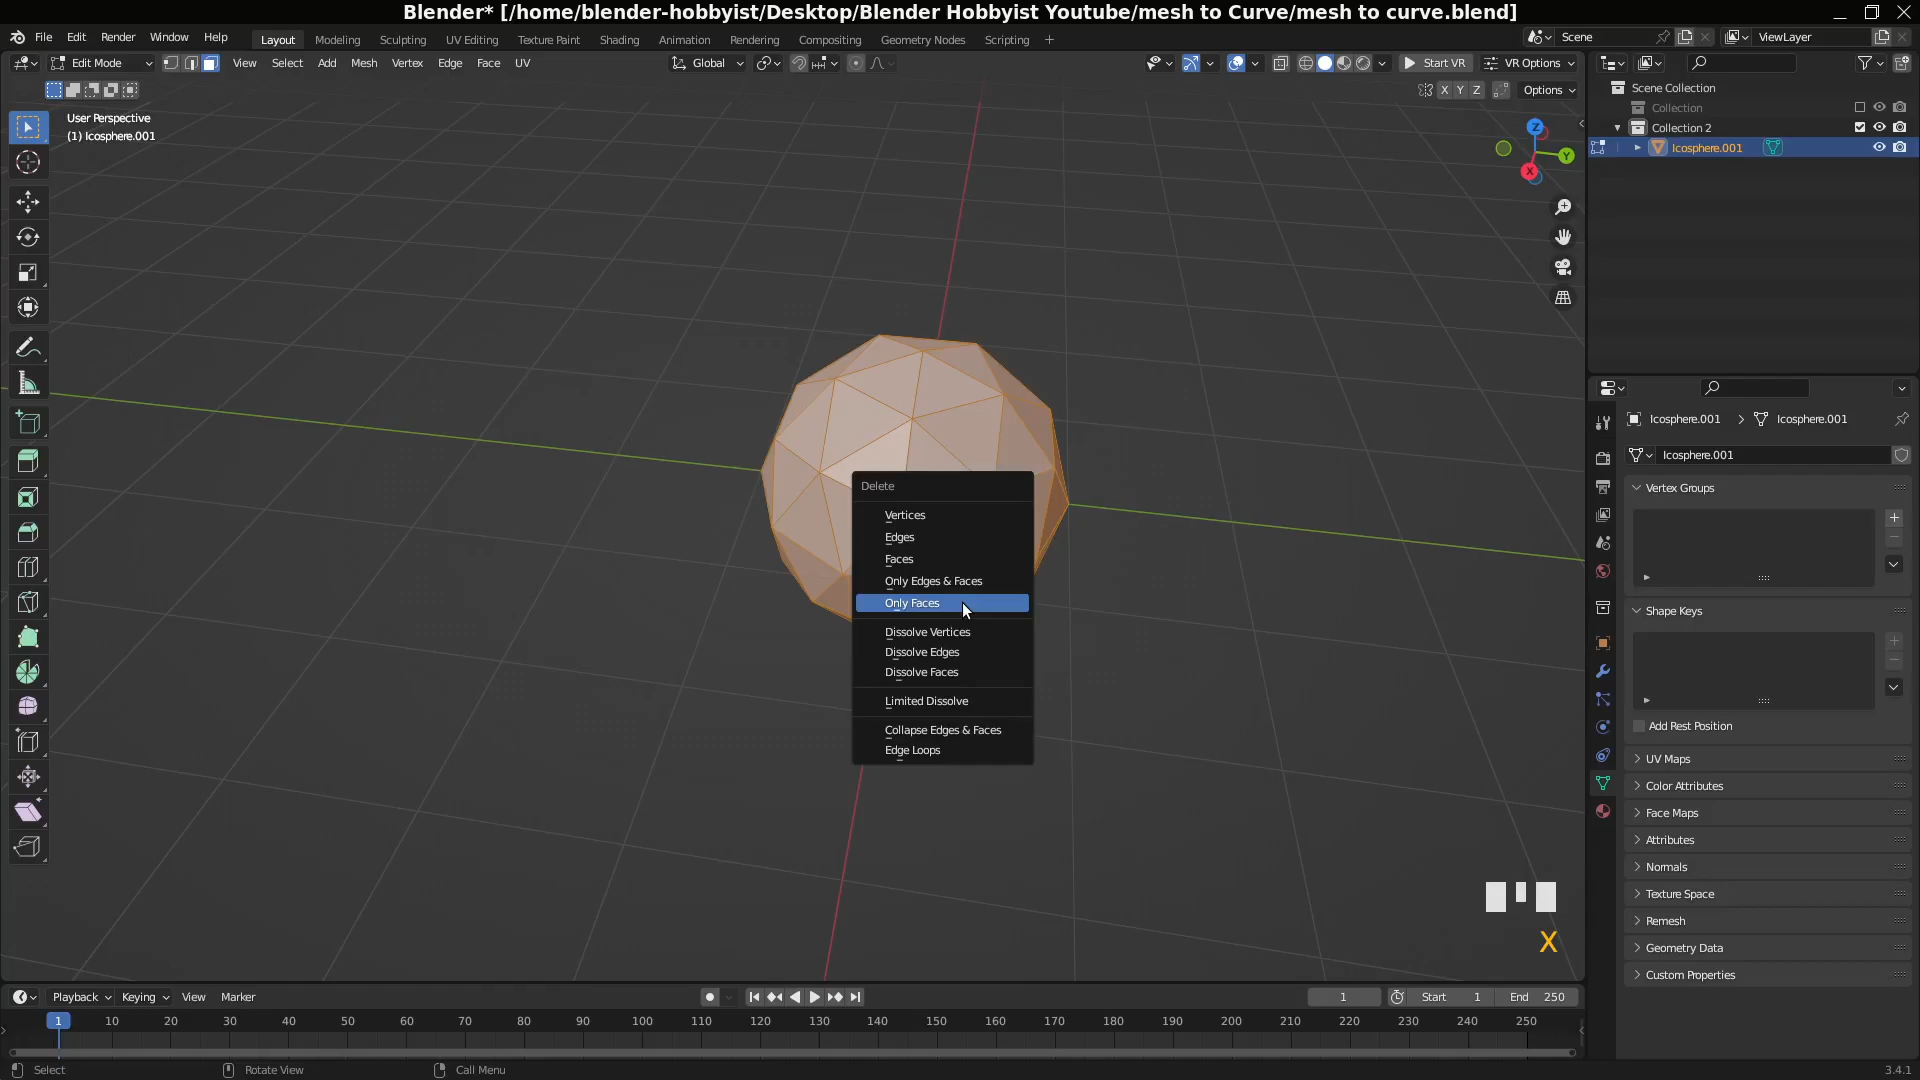 Blender* [/home/blender-hobbyist/Desktop/Blender Hobbyist Youtube/mesh to Curve/mesh to curve.blend]
File Edit Render Window Help Layout Modeling Sculpting UV Editing Texture Paint Shading Animation Rendering Compositing Geometry Nodes Scripting + Scene ViewLayer
Edit Mode View Select Add Mesh Vertex Edge Face UV Global Start VR VR Options
X Y Z Options
User Perspective
(1) Icosphere.001
Z
Y
X
Scene Collection
Collection
Collection 2
Icosphere.001
Delete
Vertices
Edges
Faces
Only Edges & Faces
Only Faces
Dissolve Vertices
Dissolve Edges
Dissolve Faces
Limited Dissolve
Collapse Edges & Faces
Edge Loops
X
Icosphere.001 > Icosphere.001
Icosphere.001
Vertex Groups
Shape Keys
Add Rest Position
UV Maps
Color Attributes
Face Maps
Attributes
Normals
Texture Space
Remesh
Geometry Data
Custom Properties
Playback Keying View Marker 1 Start 1 End 250
1 10 20 30 40 50 60 70 80 90 100 110 120 130 140 150 160 170 180 190 200 210 220 230 240 250
Select Rotate View Call Menu 3.4.1